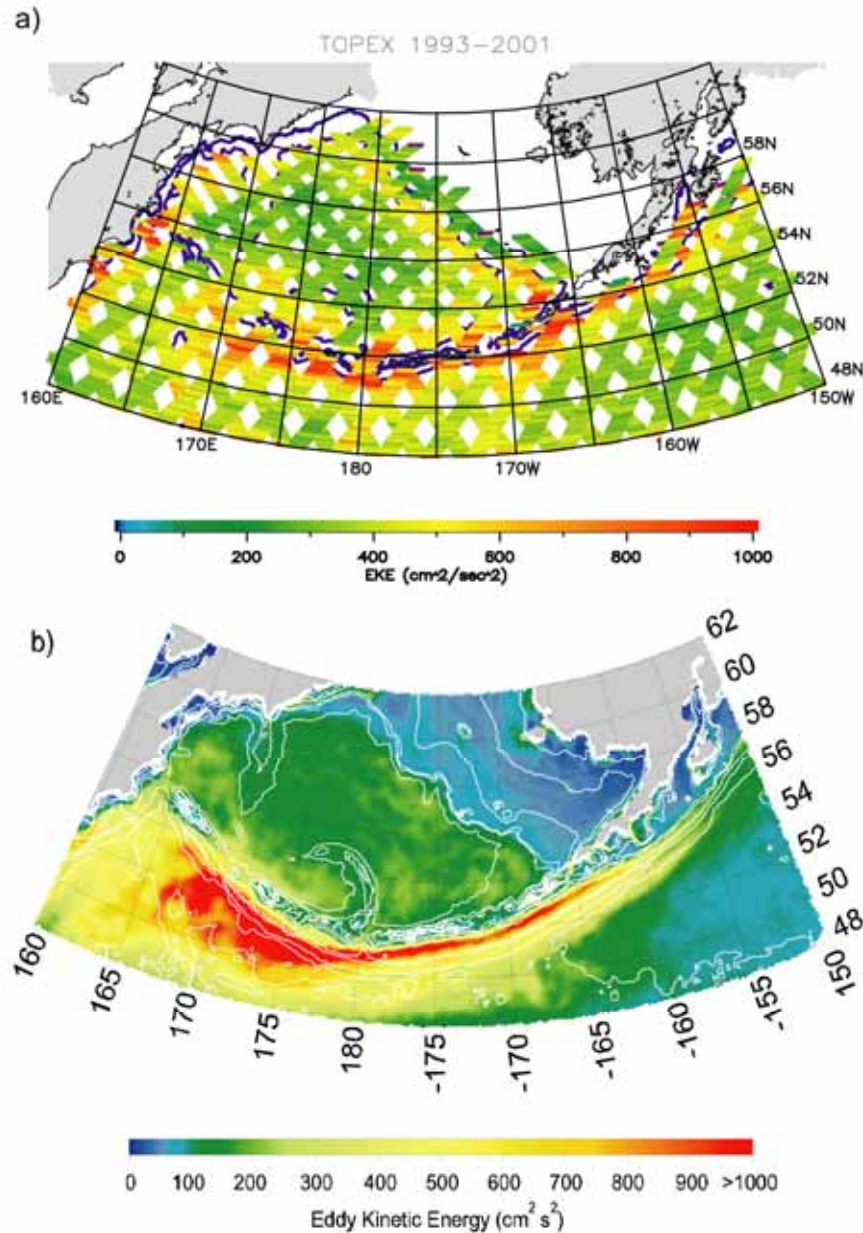 a)
TOPEX 1993-2001
58N
56N
54N
52N
50N
48N
160E
150W
170E
160W
180
170W
0 200 400 600 800 1000
EKE (cm^2/sec^2)
b)
62
60
58
56
54
52
50
48
160
165
170
175
180
-175
-170
-165
-160
-155
150
0 100 200 300 400 500 600 700 800 900 >1000
Eddy Kinetic Energy (cm² s²)